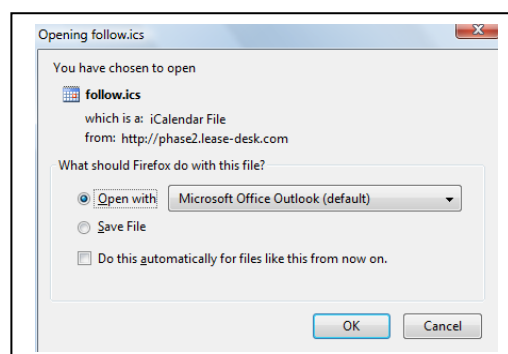 Opening follow.ics
You have chosen to open
follow.ics
which is a: iCalendar File
from: http://phase2.lease-desk.com
What should Firefox do with this file?
Open with Microsoft Office Outlook (default)
Save File
Do this automatically for files like this from now on.
OK Cancel